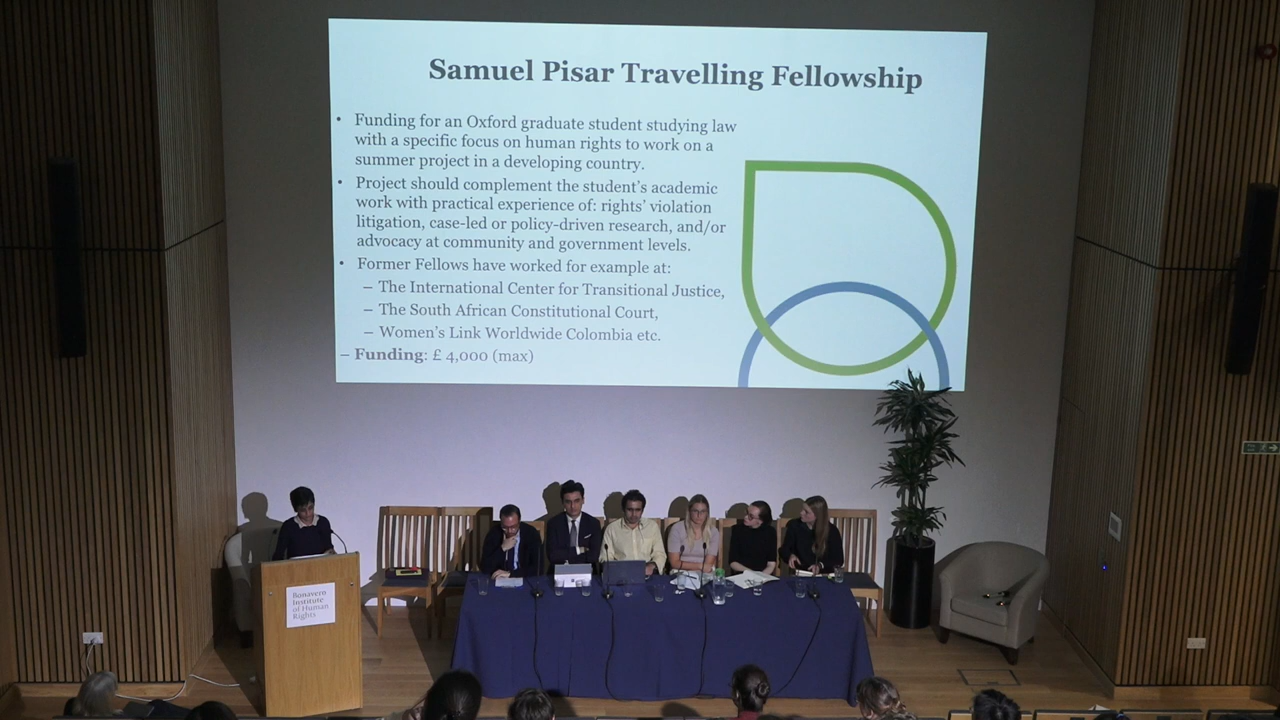 Samuel Pisar Travelling Fellowship
• Funding for an Oxford graduate student studying law
with a specific focus on human rights to work on a
summer project in a developing country.
• Project should complement the student's academic
work with practical experience of: rights' violation
litigation, case-led or policy-driven research, and/or
advocacy at community and government levels.
• Former Fellows have worked for example at:
– The International Center for Transitional Justice,
– The South African Constitutional Court,
– Women's Link Worldwide Colombia etc.
– Funding: £ 4,000 (max)
Bonavero
Institute
of Human
Rights